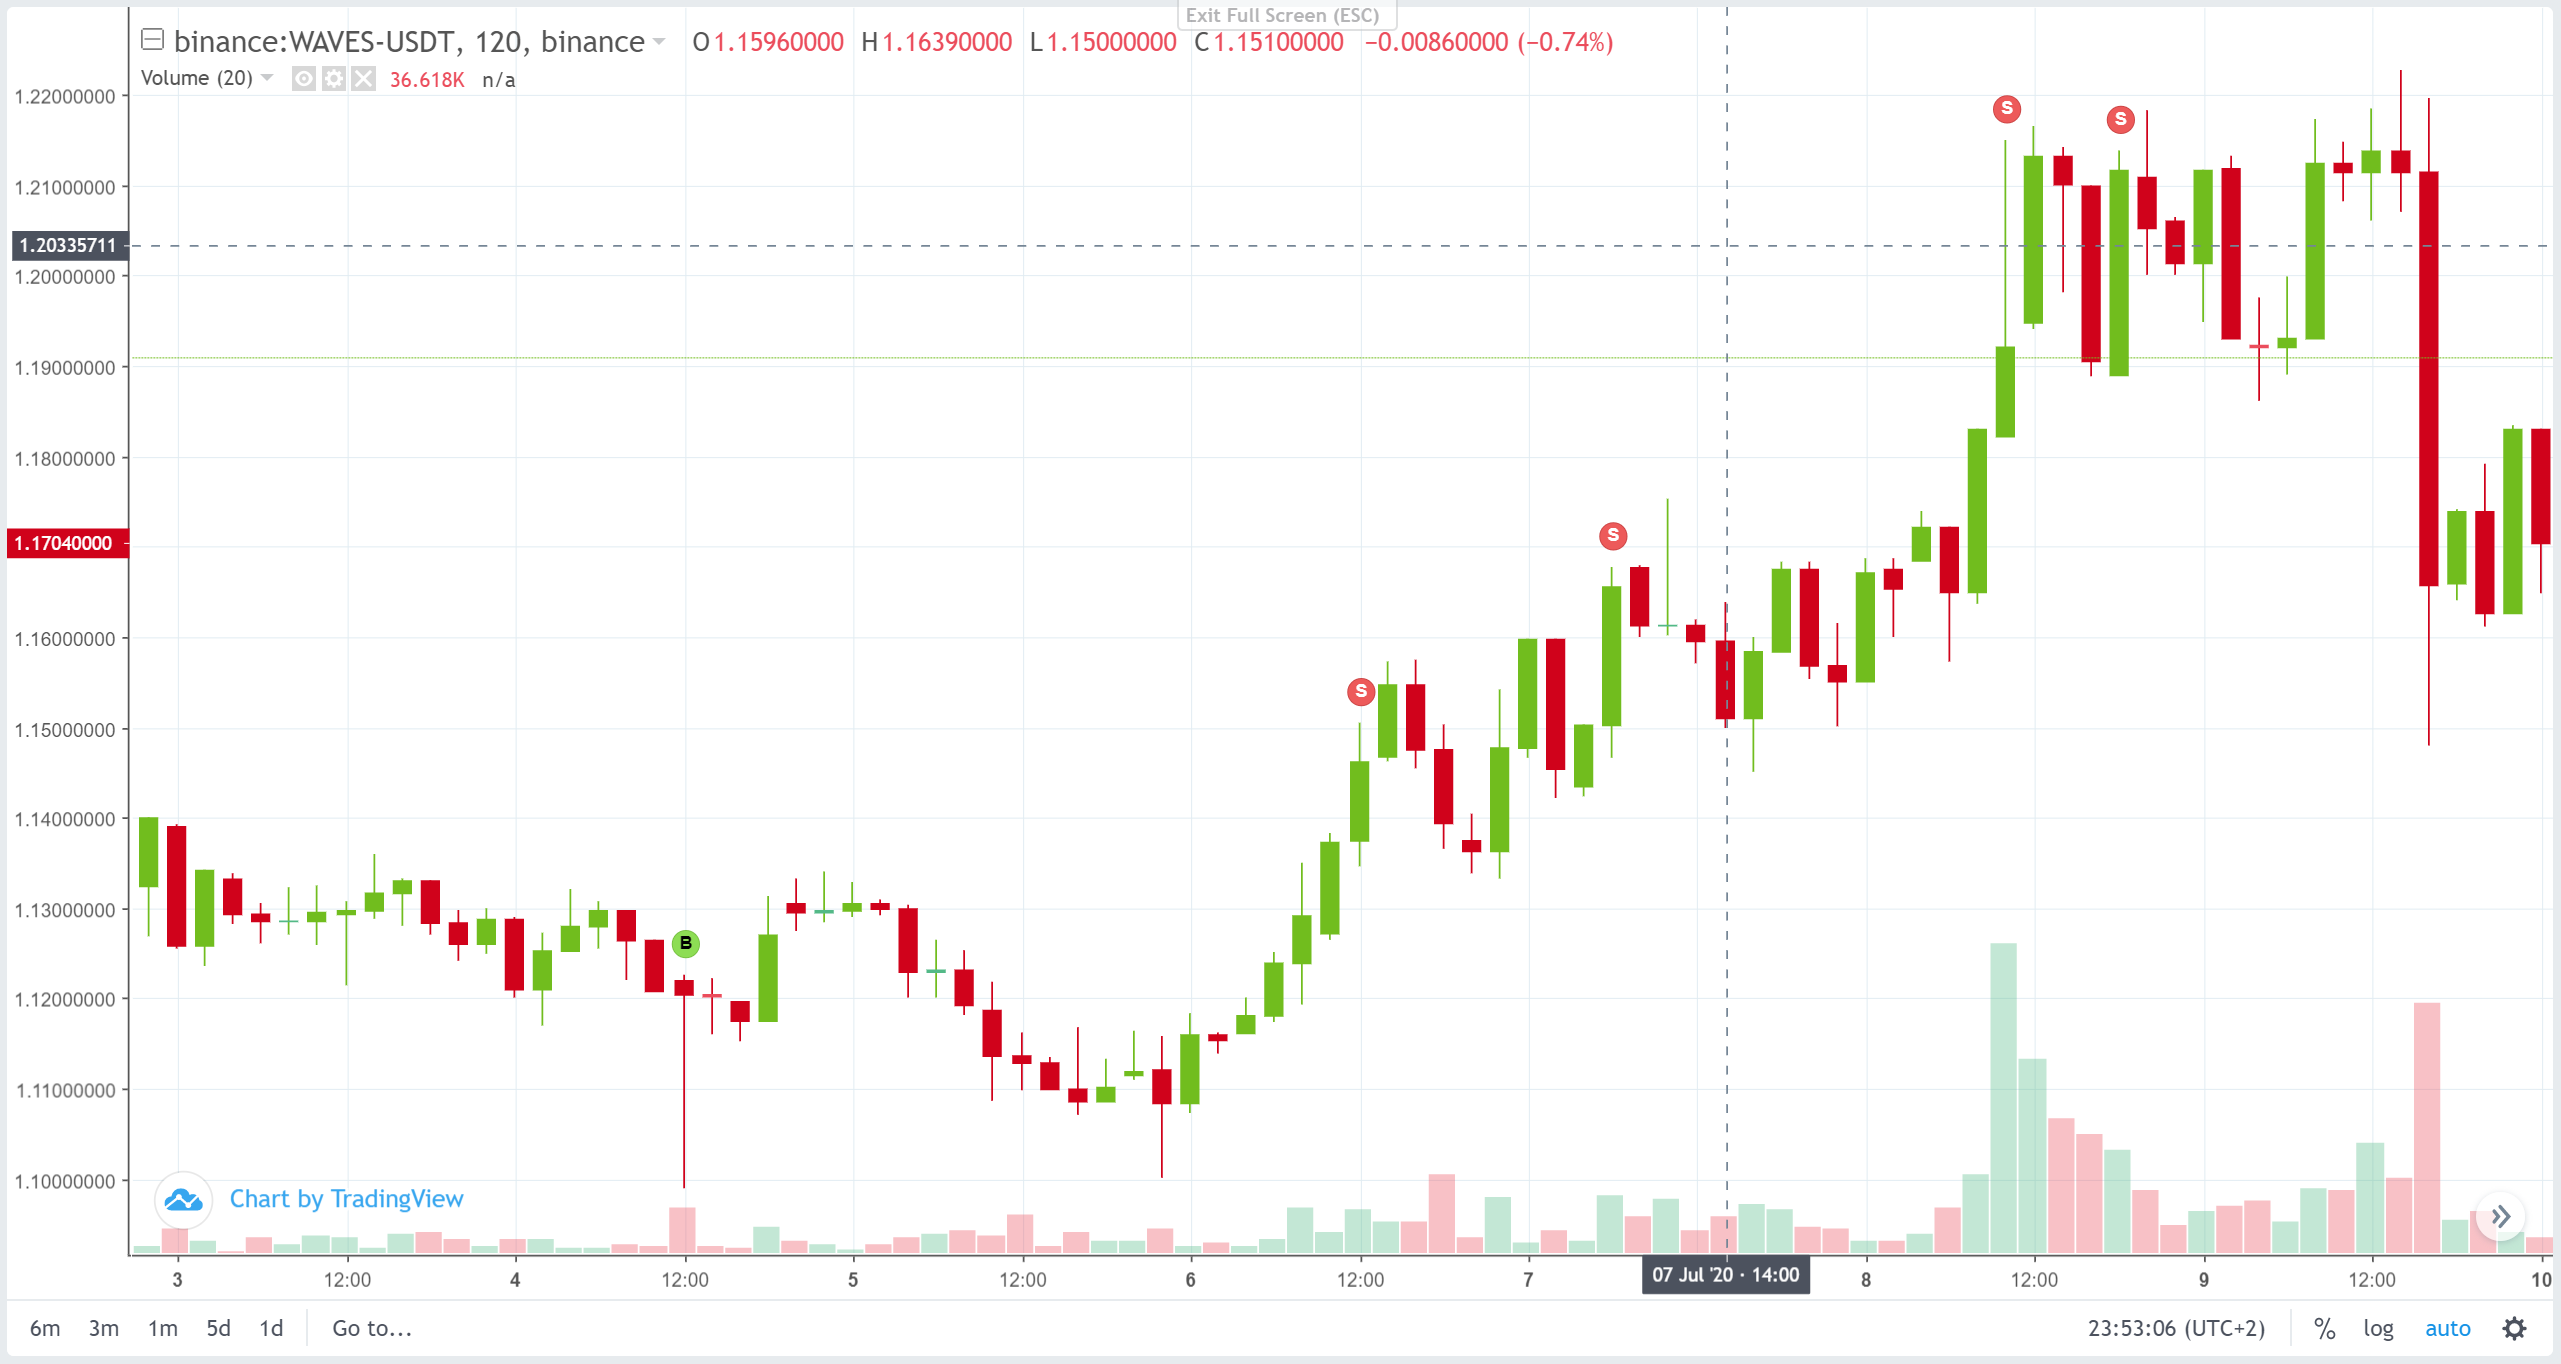 Exit Full Screen (ESC)
binance:WAVES-USDT, 120, binance O1.15960000 H1.16390000 L1.15000000 C1.15100000 −0.00860000 (−0.74%)
Volume (20) 36.618K n/a
1.22000000
S
S
1.21000000
1.20335711
1.20000000
1.19000000
1.18000000
S
1.17040000
1.16000000
S
1.15000000
1.14000000
1.13000000
B
1.12000000
1.11000000
1.10000000
Chart by TradingView
3 12:00 4 12:00 5 12:00 6 12:00 7 07 Jul '20 · 14:00 8 12:00 9 12:00 10
6m 3m 1m 5d 1d Go to... 23:53:06 (UTC+2) % log auto